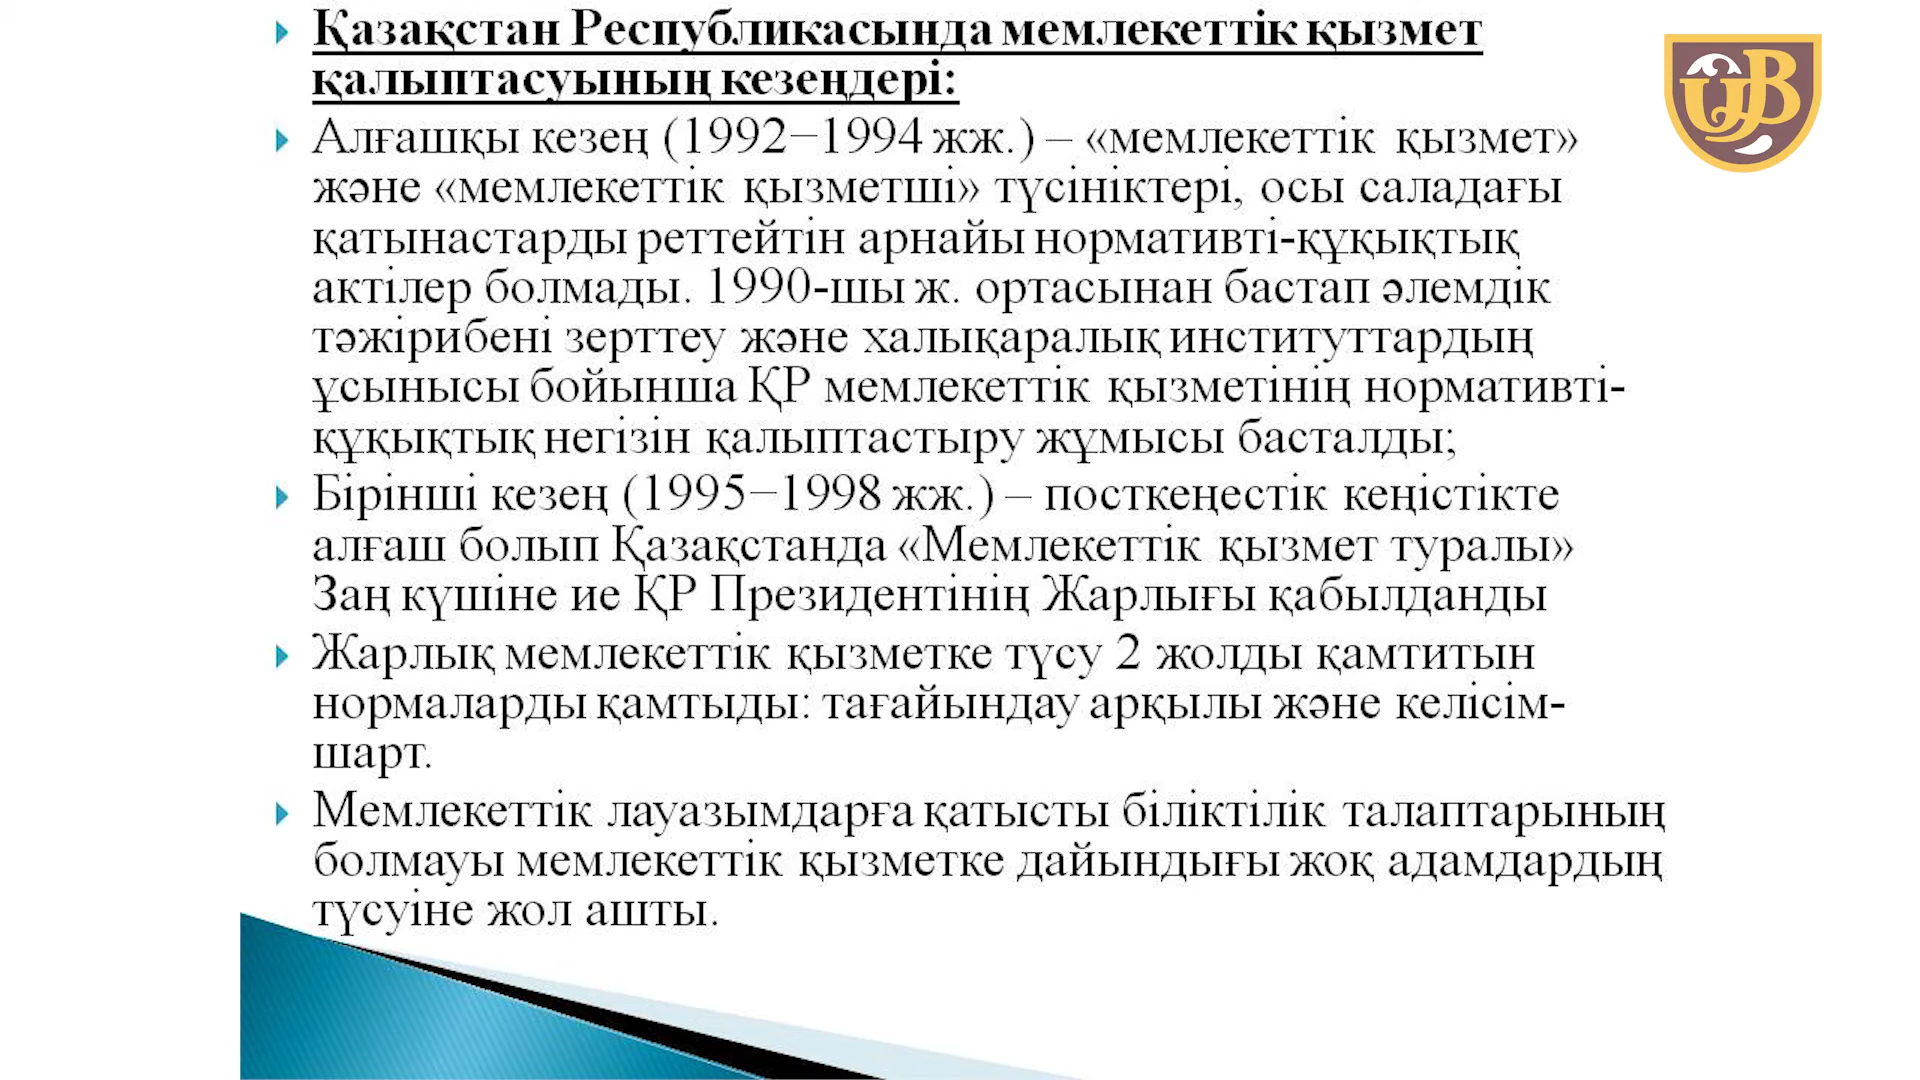 Қазақстан Республикасында мемлекеттік қызмет
қалыптасуының кезеңдері:
Алғашқы кезең (1992−1994 жж.) – «мемлекеттік қызмет»
және «мемлекеттік қызметші» түсініктері, осы саладағы
қатынастарды реттейтін арнайы нормативті-құқықтық
актілер болмады. 1990-шы ж. ортасынан бастап әлемдік
тәжірибені зерттеу және халықаралық институттардың
ұсынысы бойынша ҚР мемлекеттік қызметінің нормативті-
құқықтық негізін қалыптастыру жұмысы басталды;
Бірінші кезең (1995−1998 жж.) – посткеңестік кеңістікте
алғаш болып Қазақстанда «Мемлекеттік қызмет туралы»
Заң күшіне ие ҚР Президентінің Жарлығы қабылданды
Жарлық мемлекеттік қызметке түсу 2 жолды қамтитын
нормаларды қамтыды: тағайындау арқылы және келісім-
шарт.
Мемлекеттік лауазымдарға қатысты біліктілік талаптарының
болмауы мемлекеттік қызметке дайындығы жоқ адамдардың
түсуіне жол ашты.